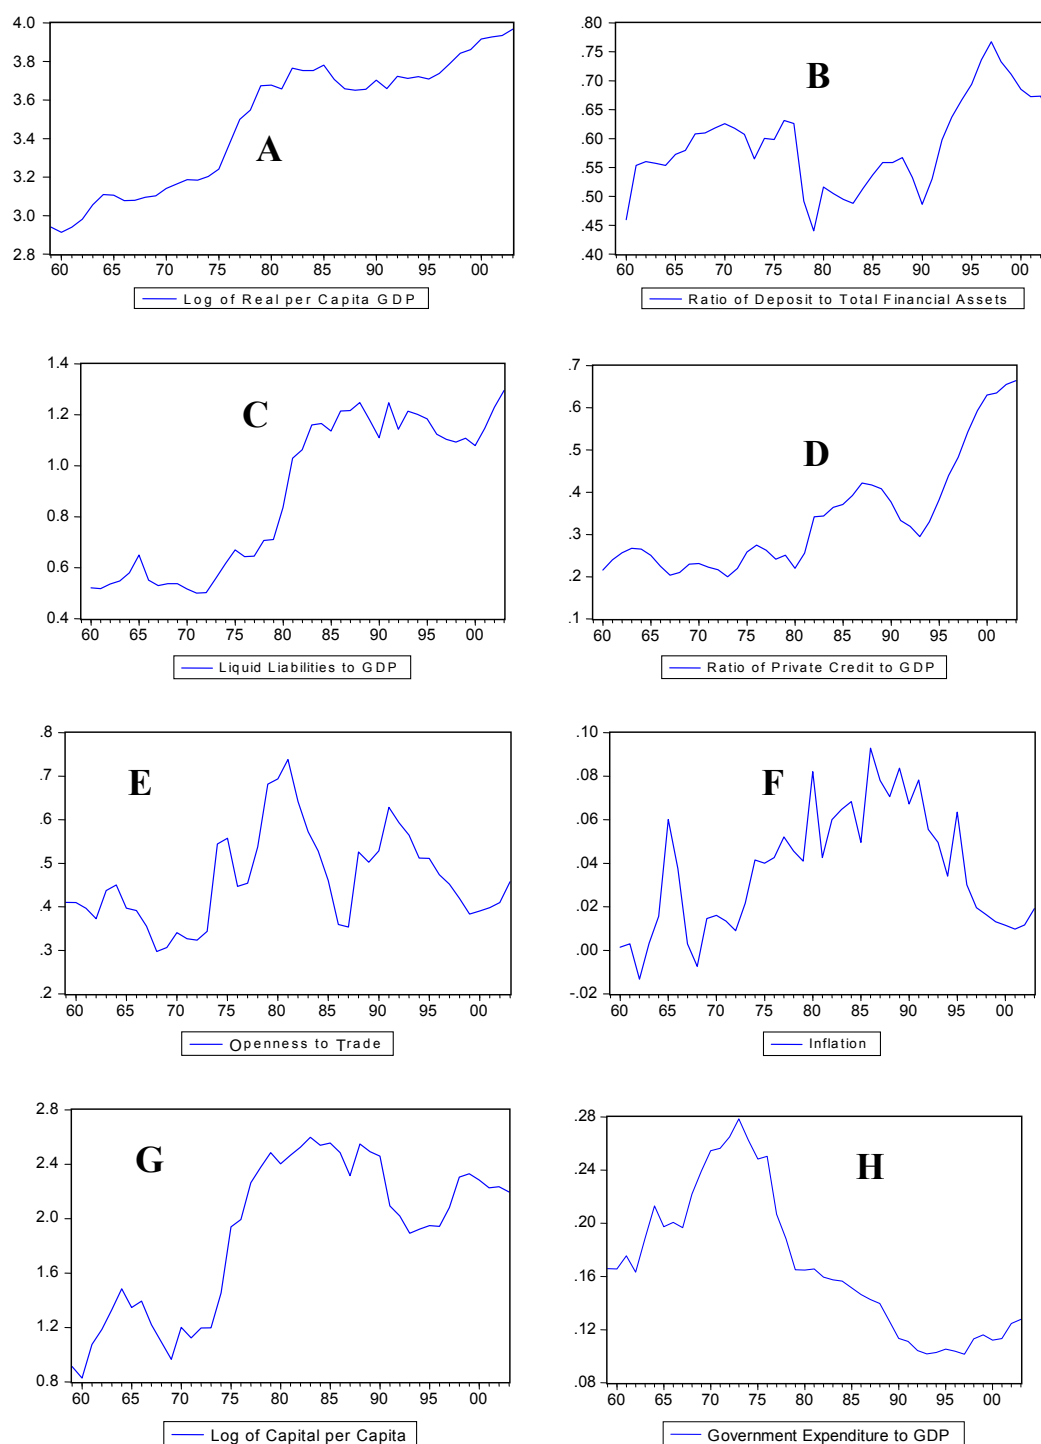 4.0
3.6
3.2
2.8
3.8
3.4
3.0
60 65 70 75 80 85 90 95 00
A
Log of Real per Capita GDP
.80
.75
.70
.65
.60
.55
.50
.45
.40
60 65 70 75 80 85 90 95 00
B
Ratio of Deposit to Total Financial Assets
1.4
1.2
1.0
0.8
0.6
0.4
60 65 70 75 80 85 90 95 00
C
Liquid Liabilities to GDP
.7
.6
.5
.4
.3
.2
.1
60 65 70 75 80 85 90 95 00
D
Ratio of Private Credit to GDP
.8
.7
.6
.5
.4
.3
.2
60 65 70 75 80 85 90 95 00
E
Openness to Trade
.10
.08
.06
.04
.02
.00
-.02
60 65 70 75 80 85 90 95 00
F
Inflation
2.8
2.4
2.0
1.6
1.2
0.8
60 65 70 75 80 85 90 95 00
G
Log of Capital per Capita
.28
.24
.20
.16
.12
.08
60 65 70 75 80 85 90 95 00
H
Government Expenditure to GDP